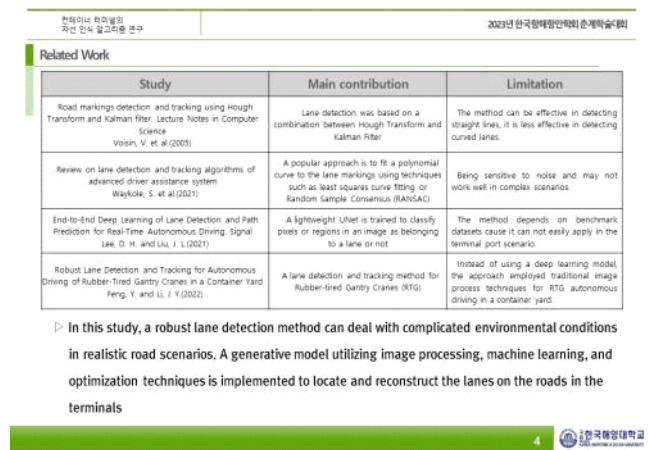 컨테이너 터미널의
차선 인식 알고리즘 연구
2023년 한국항해항만학회 춘계학술대회
Related Work
Study
Main contribution
Limitation
Road markings detection and tracking using Hough
Transform and Kalman filter. Lecture Notes in Computer
Science
Voisin, V. et al.(2005)
Lane detection was based on a
combination between Hough Transform and
Kalman Filter
The method can be effective in detecting
straight lines, it is less effective in detecting
curved lanes.
Review on lane detection and tracking algorithms of
advanced driver assistance system
Waykole, S. et al.(2021)
A popular approach is to fit a polynomial
curve to the lane markings using techniques
such as least squares curve fitting or
Random Sample Consensus (RANSAC)
Being sensitive to noise and may not
work well in complex scenarios.
End-to-End Deep Learning of Lane Detection and Path
Prediction for Real-Time Autonomous Driving. Signal
Lee, D. H. and Liu, J. L.(2021)
A lightweight UNet is trained to classify
pixels or regions in an image as belonging
to a lane or not
The method depends on benchmark
datasets cause it can not easily apply in the
terminal port scenario.
Robust Lane Detection and Tracking for Autonomous
Driving of Rubber-Tired Gantry Cranes in a Container Yard
Feng, Y. and Li, J. Y.(2022)
A lane detection and tracking method for
Rubber-tired Gantry Cranes (RTG)
Instead of using a deep learning model,
the approach employed traditional image
process techniques for RTG autonomous
driving in a container yard.
▷ In this study, a robust lane detection method can deal with complicated environmental conditions
in realistic road scenarios. A generative model utilizing image processing, machine learning, and
optimization techniques is implemented to locate and reconstruct the lanes on the roads in the
terminals
4
한국해양대학교